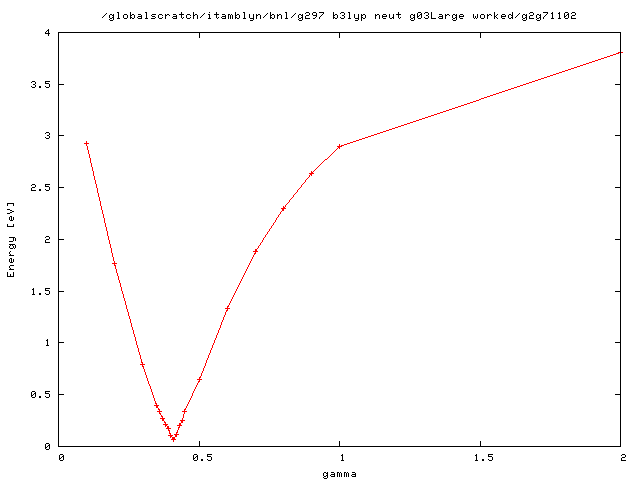 /globalscratch/itamblyn/bnl/g297 b3lyp neut g03Large worked/g2g71102
4
3.5
3
2.5
2
1.5
1
0.5
0
Energy [eV]
0 0.5 1 1.5 2
gamma